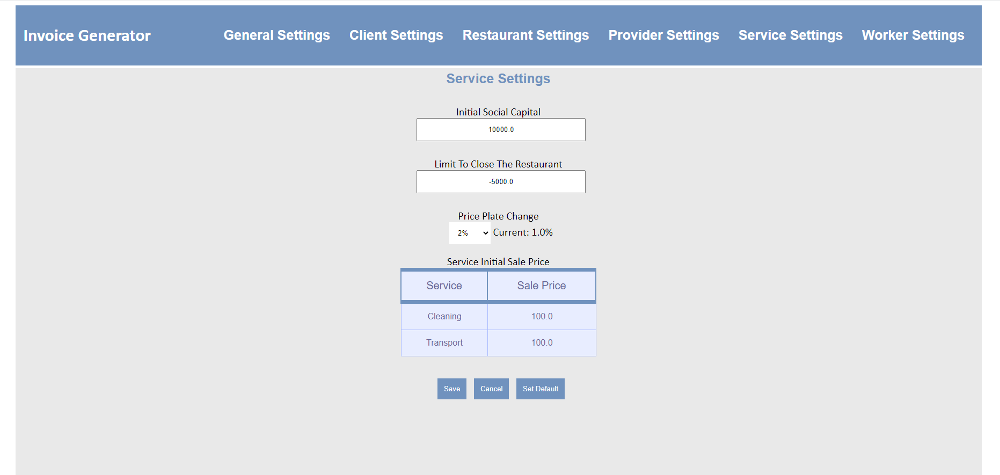 Invoice Generator General Settings Client Settings Restaurant Settings Provider Settings Service Settings Worker Settings
Service Settings
Initial Social Capital
10000.0
Limit To Close The Restaurant
-5000.0
Price Plate Change
2% Current: 1.0%
Service Initial Sale Price
Service Sale Price
Cleaning 100.0
Transport 100.0
Save Cancel Set Default